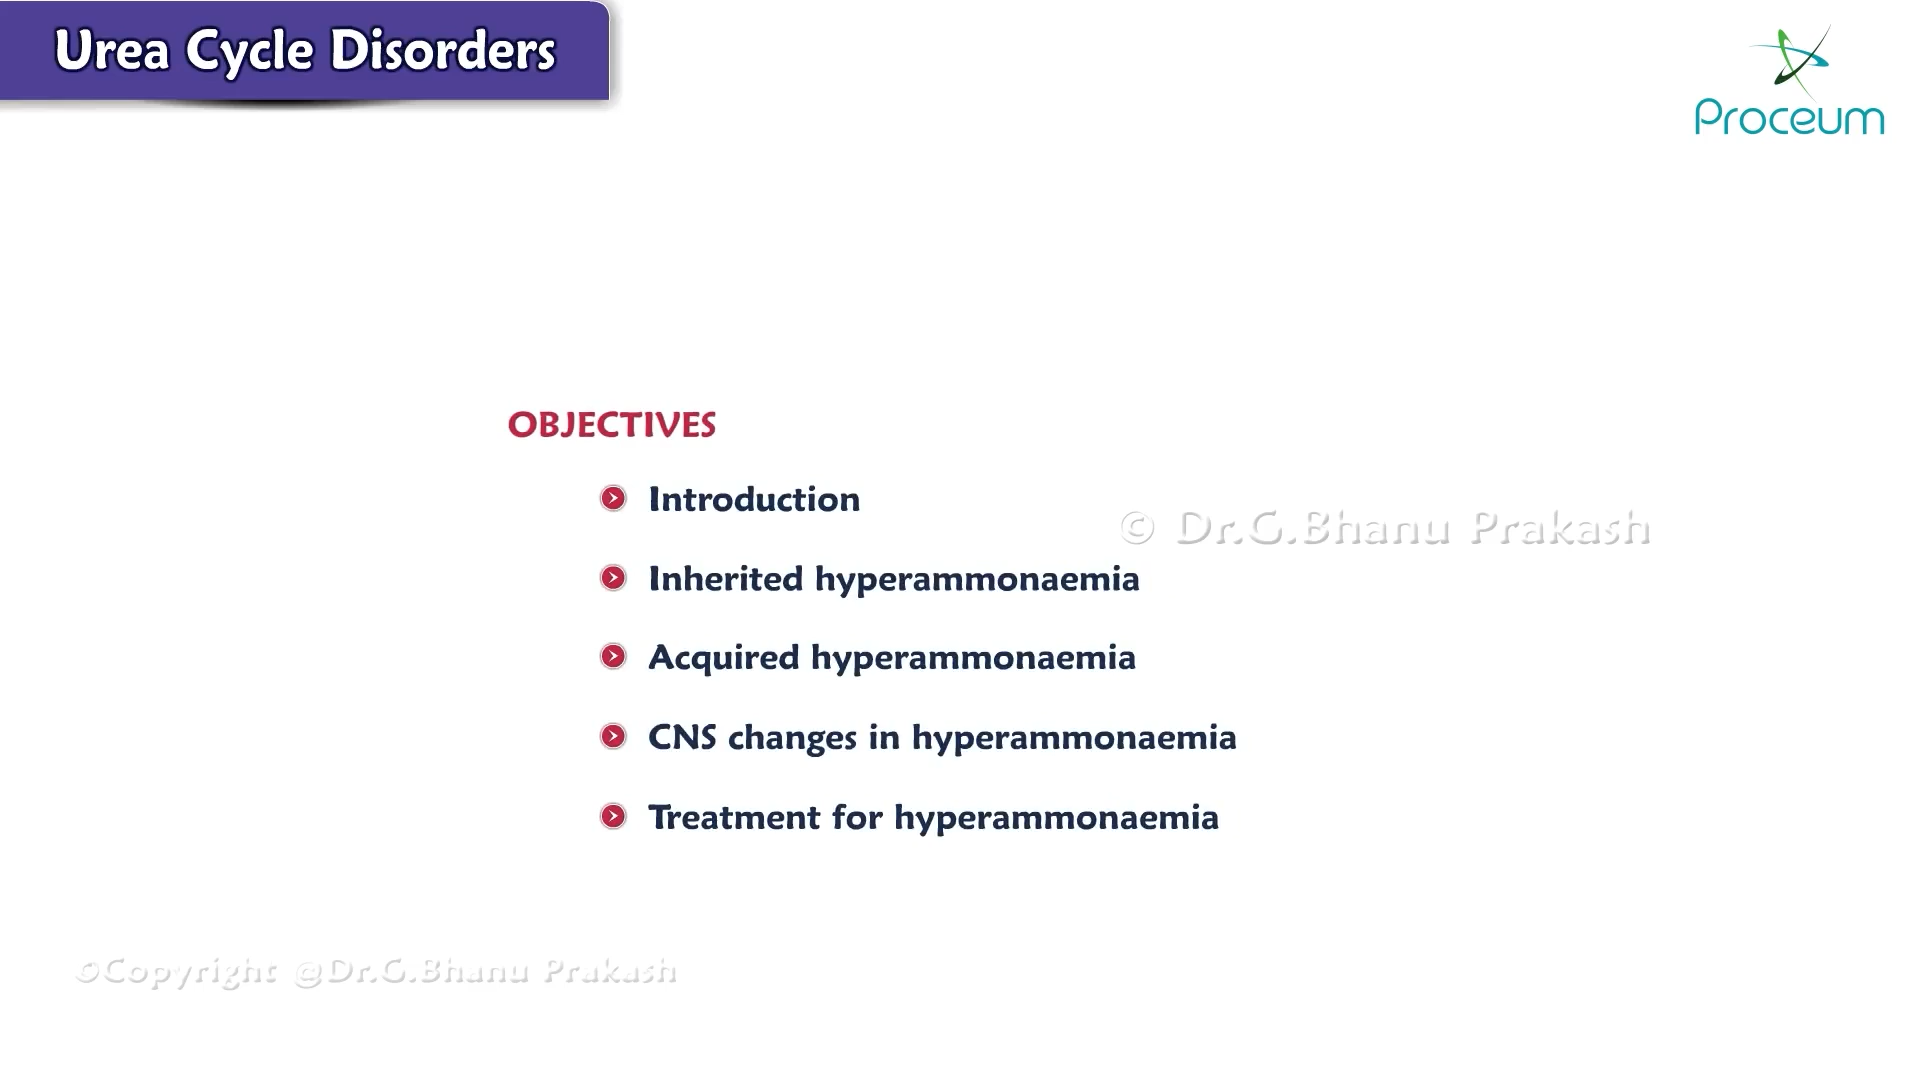 Urea Cycle Disorders
Proceum
OBJECTIVES
Introduction
© Dr.G.Bhanu Prakash
Inherited hyperammonaemia
Acquired hyperammonaemia
CNS changes in hyperammonaemia
Treatment for hyperammonaemia
©Copyright @Dr.G.Bhanu Prakash